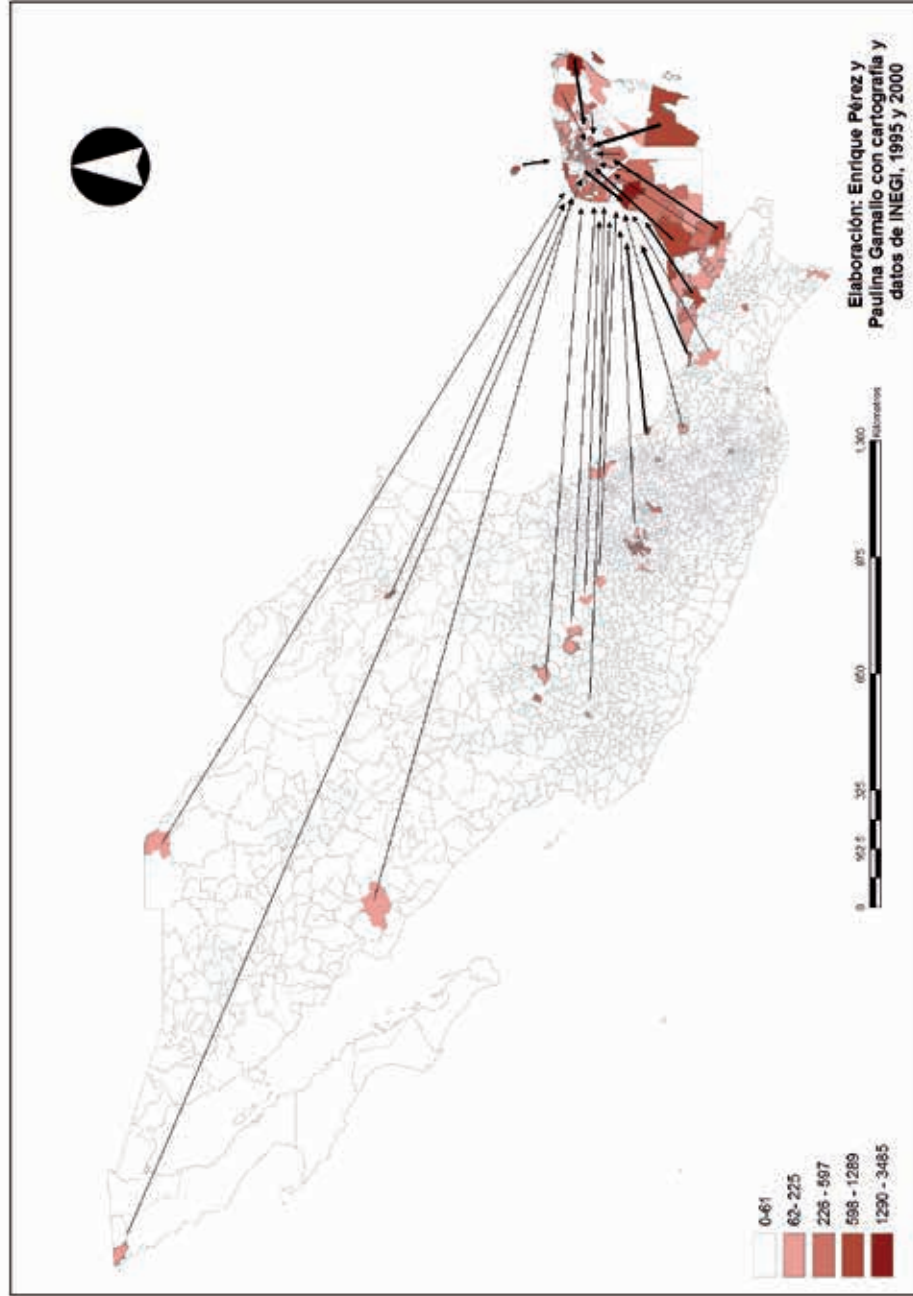 Elaboración: Enrique Pérez y
Paulina Gamallo con cartografía y
datos de INEGI, 1995 y 2000
0 162.5 325 650 975 1,300
Kilometros
0-61
62- 225
226 - 597
598 - 1289
1290 - 3485